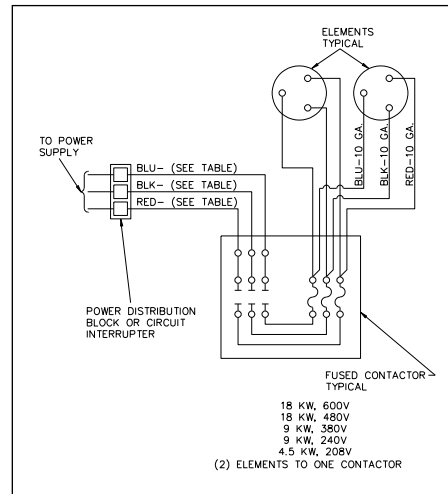 ELEMENTS
TYPICAL
TO POWER
SUPPLY
BLU- (SEE TABLE)
BLK- (SEE TABLE)
RED- (SEE TABLE)
BLU-10 GA.
BLK-10 GA.
RED-10 GA.
POWER DISTRIBUTION
BLOCK OR CIRCUIT
INTERRUPTER
FUSED CONTACTOR
TYPICAL
18 KW, 600V
18 KW, 480V
9 KW, 380V
9 KW, 240V
4.5 KW, 208V
(2) ELEMENTS TO ONE CONTACTOR